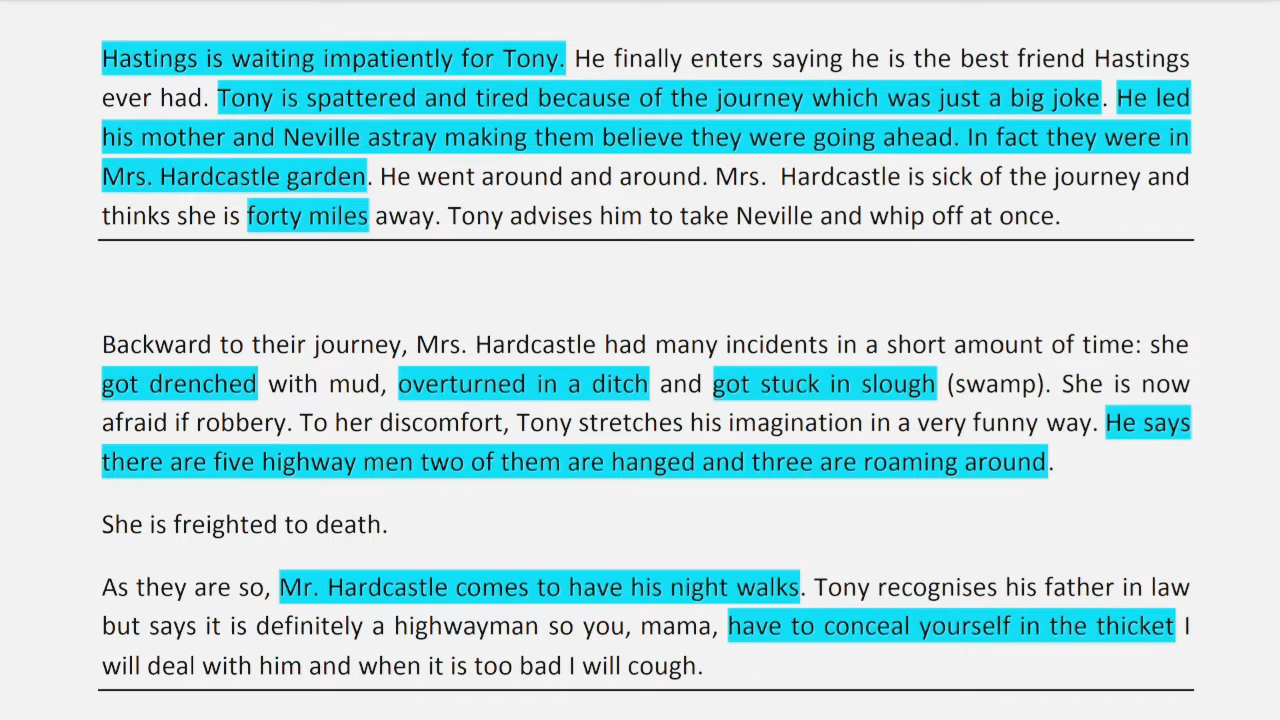 Hastings is waiting impatiently for Tony. He finally enters saying he is the best friend Hastings
ever had. Tony is spattered and tired because of the journey which was just a big joke. He led
his mother and Neville astray making them believe they were going ahead. In fact they were in
Mrs. Hardcastle garden. He went around and around. Mrs. Hardcastle is sick of the journey and
thinks she is forty miles away. Tony advises him to take Neville and whip off at once.
Backward to their journey, Mrs. Hardcastle had many incidents in a short amount of time: she
got drenched with mud, overturned in a ditch and got stuck in slough (swamp). She is now
afraid if robbery. To her discomfort, Tony stretches his imagination in a very funny way. He says
there are five highway men two of them are hanged and three are roaming around.
She is freighted to death.
As they are so, Mr. Hardcastle comes to have his night walks. Tony recognises his father in law
but says it is definitely a highwayman so you, mama, have to conceal yourself in the thicket I
will deal with him and when it is too bad I will cough.